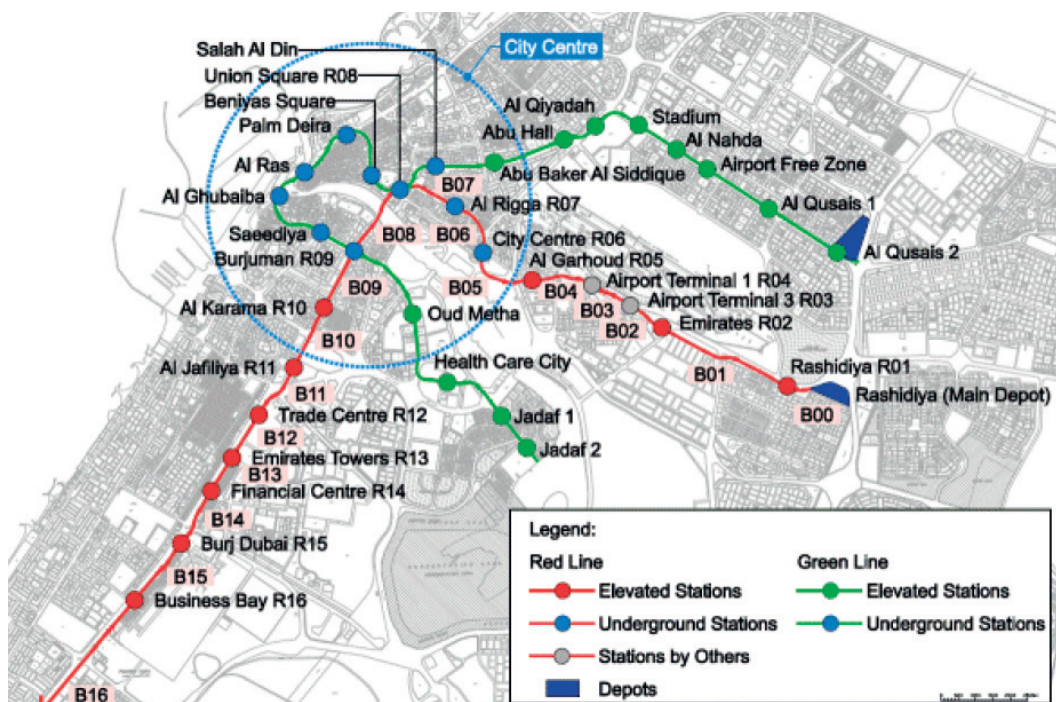 City Centre
Salah Al Din
Union Square R08
Beniyas Square
Palm Deira
Al Ras
Al Ghubaiba
Saeediya
Burjuman R09
Al Karama R10
Al Jafiliya R11
Trade Centre R12
Emirates Towers R13
Financial Centre R14
Burj Dubai R15
Business Bay R16
Al Qiyadah
Abu Hail
Stadium
Al Nahda
Airport Free Zone
Abu Baker Al Siddique
Al Qusais 1
Al Qusais 2
Al Rigga R07
City Centre R06
Al Garhoud R05
Airport Terminal 1 R04
Airport Terminal 3 R03
Emirates R02
Rashidiya R01
Rashidiya (Main Depot)
Oud Metha
Health Care City
Jadaf 1
Jadaf 2
B07
B08
B06
B09
B05
B04
B03
B02
B01
B00
B10
B11
B12
B13
B14
B15
B16
Legend:
Red Line
Green Line
Elevated Stations
Elevated Stations
Underground Stations
Underground Stations
Stations by Others
Depots